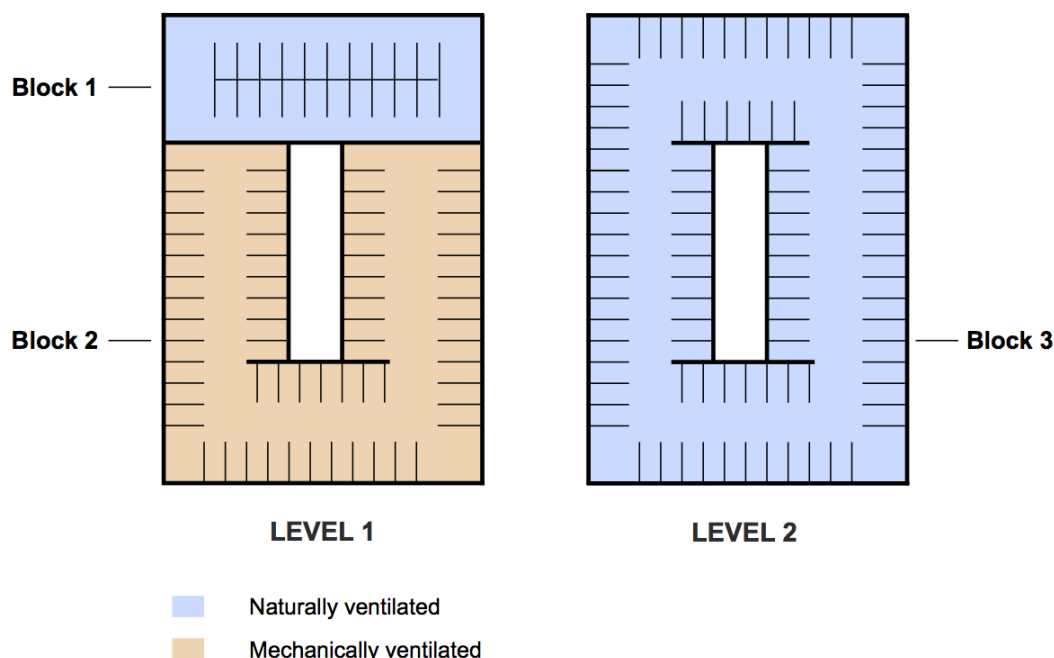 Block 1
Block 2
Block 3
LEVEL 1
LEVEL 2
Naturally ventilated
Mechanically ventilated